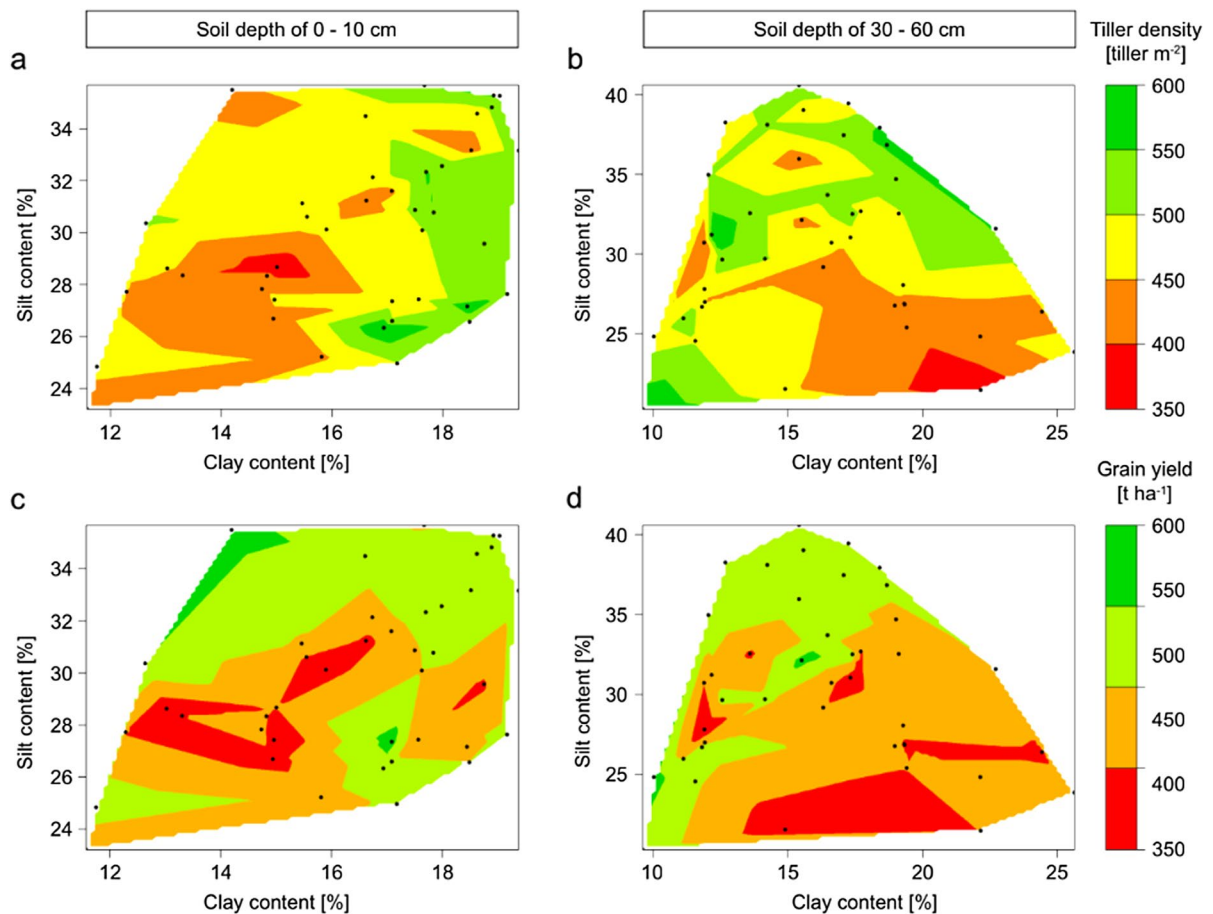 Soil depth of 0 - 10 cm
Soil depth of 30 - 60 cm
Tiller density
[tiller m-2]
a
b
34
32
30
28
26
24
Silt content [%]
12 14 16 18
Clay content [%]
40
35
30
25
Silt content [%]
10 15 20 25
Clay content [%]
600
550
500
450
400
350
Grain yield
[t ha-1]
c
d
34
32
30
28
26
24
Silt content [%]
12 14 16 18
Clay content [%]
40
35
30
25
Silt content [%]
10 15 20 25
Clay content [%]
600
550
500
450
400
350